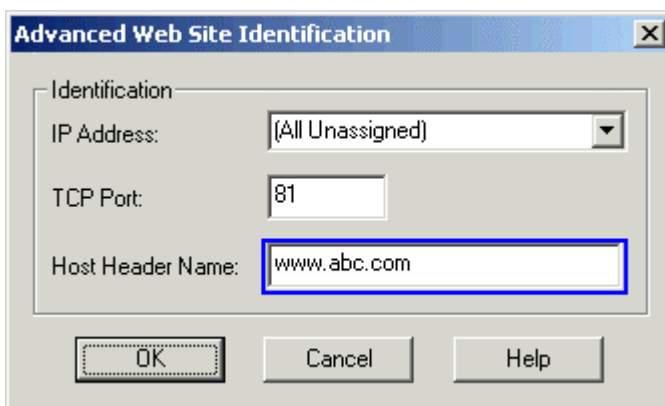 Advanced Web Site Identification
Identification
IP Address: (All Unassigned)
TCP Port: 81
Host Header Name: www.abc.com
OK Cancel Help